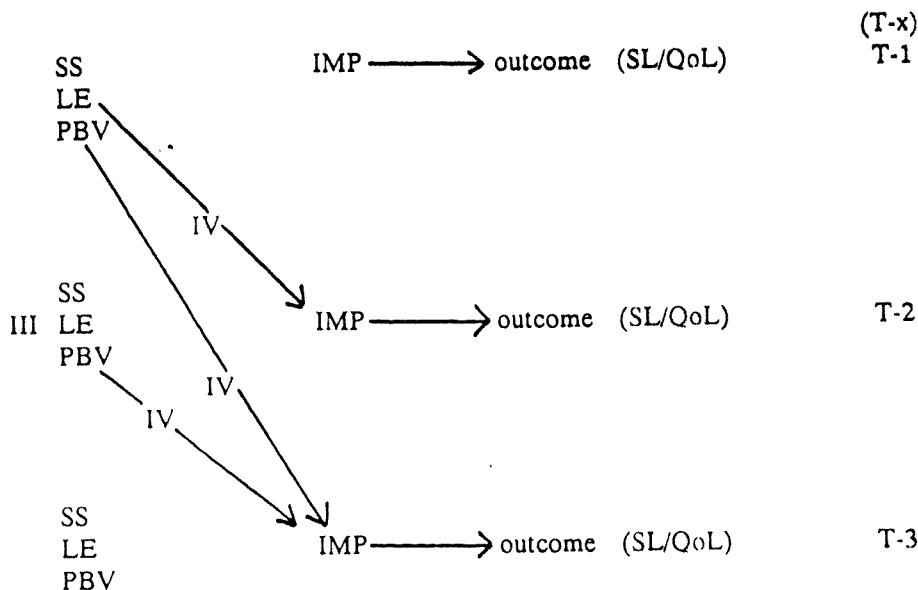 (T-x)
SS IMP outcome (SL/QoL) T-1
LE
PBV
IV
SS
III LE IMP outcome (SL/QoL) T-2
PBV
IV
IV
SS
LE IMP outcome (SL/QoL) T-3
PBV